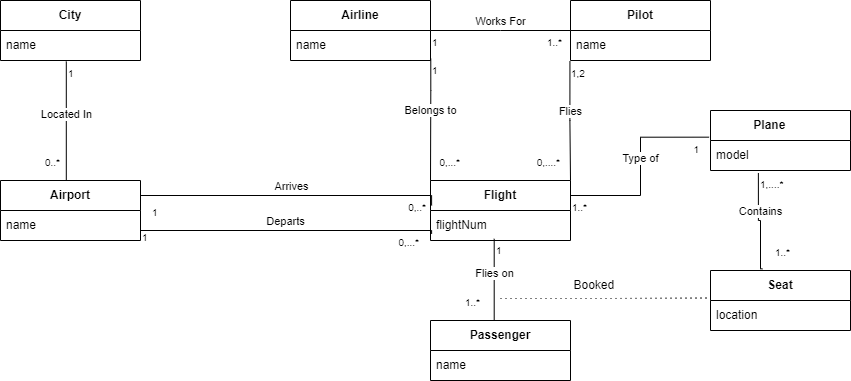 City
Airline
Works For
Pilot
name
name
1
1..*
name
1
1
1,2
Located In
Belongs to
Flies
Plane
model
Type of
1
0..*
0,...*
0,....*
1,....*
Airport
Arrives
Flight
name
1
0,..*
1..*
Contains
Departs
flightNum
1
0,...*
1
1..*
Flies on
Booked
Seat
1..*
location
Passenger
name